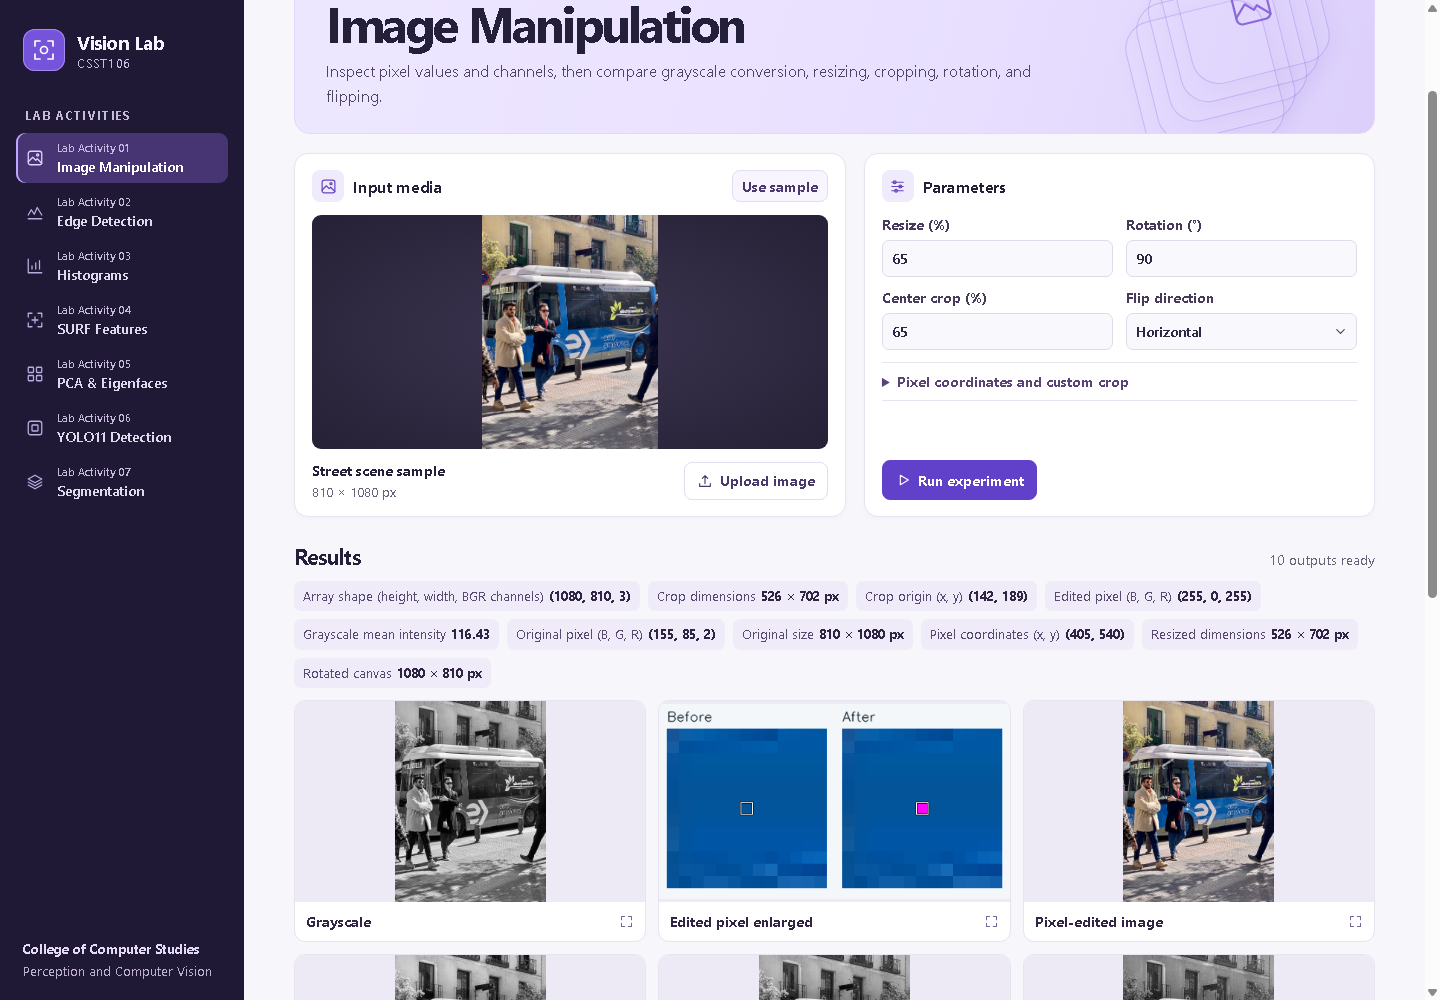 Vision Lab
CSST106
LAB ACTIVITIES
Lab Activity 01
Image Manipulation
Lab Activity 02
Edge Detection
Lab Activity 03
Histograms
Lab Activity 04
SURF Features
Lab Activity 05
PCA & Eigenfaces
Lab Activity 06
YOLO11 Detection
Lab Activity 07
Segmentation
College of Computer Studies
Perception and Computer Vision
Image Manipulation
Inspect pixel values and channels, then compare grayscale conversion, resizing, cropping, rotation, and
flipping.
Input media
Use sample
Street scene sample
810 × 1080 px
Upload image
Parameters
Resize (%)
Rotation (°)
65
90
Center crop (%)
Flip direction
65
Horizontal
Pixel coordinates and custom crop
Run experiment
Results
10 outputs ready
Array shape (height, width, BGR channels) (1080, 810, 3)
Crop dimensions 526 × 702 px
Crop origin (x, y) (142, 189)
Edited pixel (B, G, R) (255, 0, 255)
Grayscale mean intensity 116.43
Original pixel (B, G, R) (155, 85, 2)
Original size 810 × 1080 px
Pixel coordinates (x, y) (405, 540)
Resized dimensions 526 × 702 px
Rotated canvas 1080 × 810 px
Before
After
Grayscale
Edited pixel enlarged
Pixel-edited image